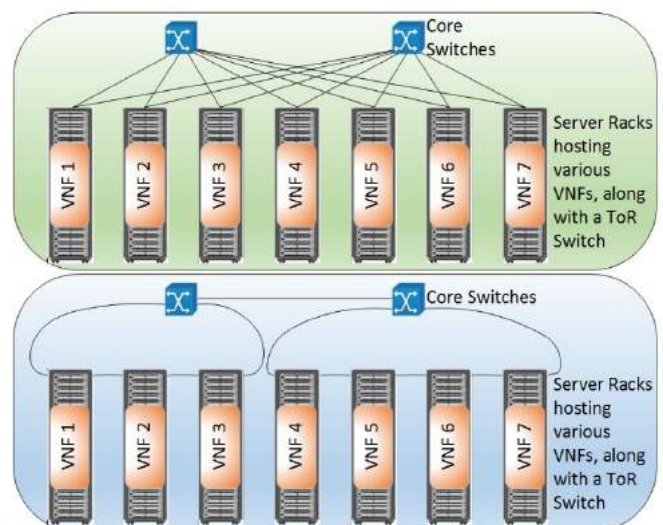 Core
Switches
VNF 1
VNF 2
VNF 3
VNF 4
VNF 5
VNF 6
VNF 7
Server Racks
hosting
various
VNFs, along
with a ToR
Switch
Core Switches
VNF 1
VNF 2
VNF 3
VNF 4
VNF 5
VNF 6
VNF 7
Server Racks
hosting
various
VNFs, along
with a ToR
Switch